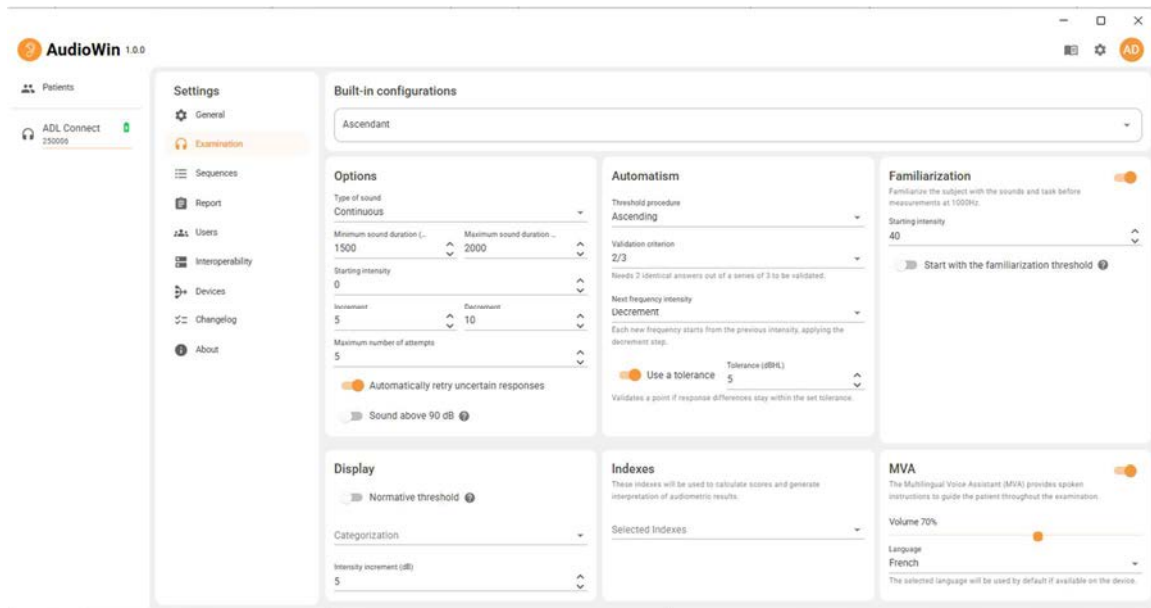 AudioWin 1.0.0
AD
Patients
ADL Connect
250006
Settings
General
Examination
Sequences
Report
Users
Interoperability
Devices
Changelog
About
Built-in configurations
Ascendant
Options
Type of sound
Continuous
Minimum sound duration (...
Maximum sound duration ...
1500
2000
Starting intensity
0
Increment
Decrement
5
10
Maximum number of attempts
5
Automatically retry uncertain responses
Sound above 90 dB
Automatism
Threshold procedure
Ascending
Validation criterion
2/3
Needs 2 identical answers out of a series of 3 to be validated.
Next frequency intensity
Decrement
Each new frequency starts from the previous intensity, applying the
decrement step.
Use a tolerance
Tolerance (dBHL)
5
Validates a point if response differences stay within the set tolerance.
Familiarization
Familiarize the subject with the sounds and task before
measurements at 1000Hz.
Starting intensity
40
Start with the familiarization threshold
Display
Normative threshold
Categorization
Intensity increment (dB)
5
Indexes
These indexes will be used to calculate scores and generate
interpretation of audiometric results.
Selected Indexes
MVA
The Multilingual Voice Assistant (MVA) provides spoken
instructions to guide the patient throughout the examination.
Volume 70%
Language
French
The selected language will be used by default if available on the device.